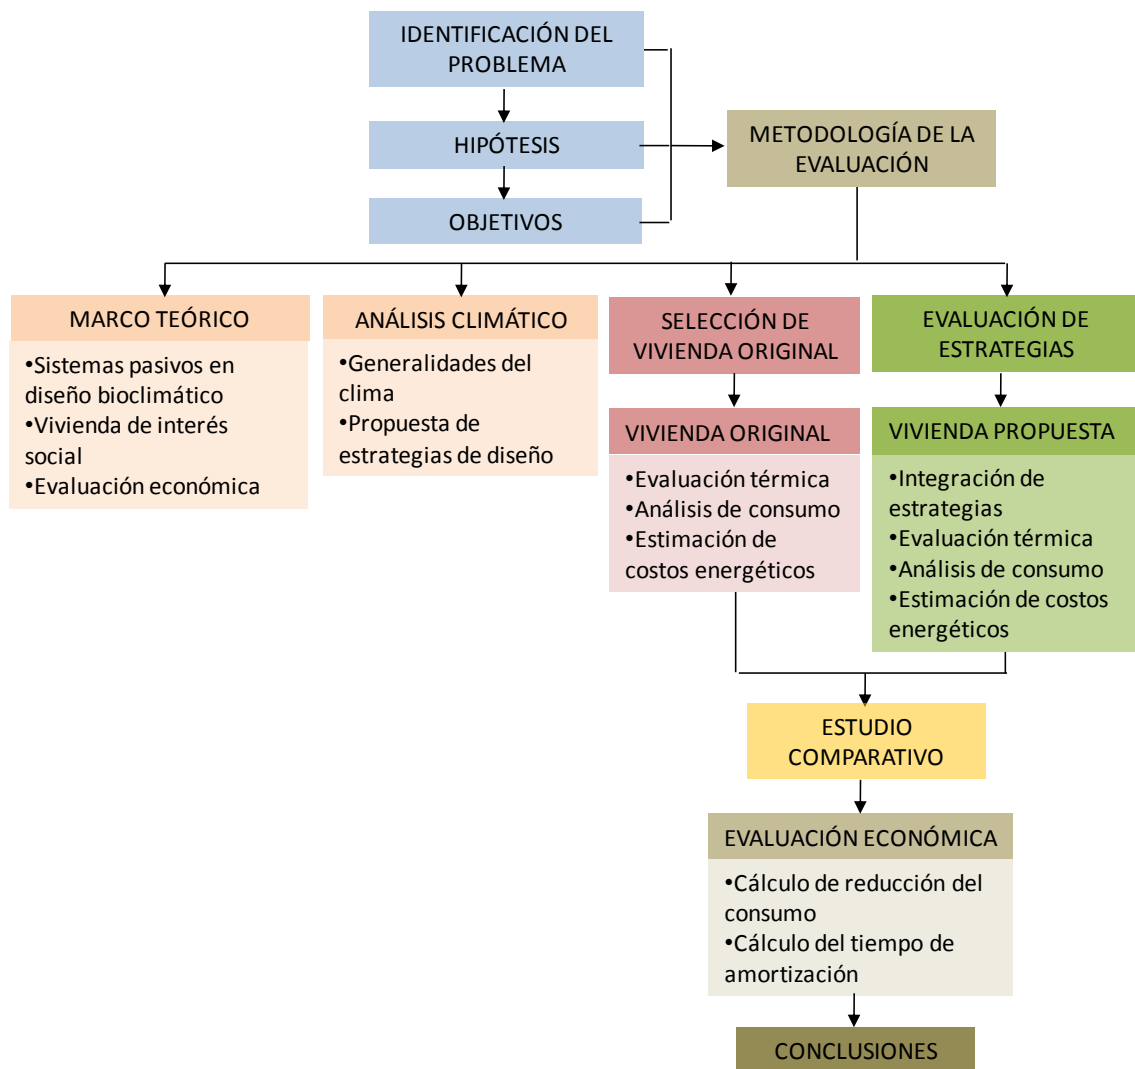 IDENTIFICACIÓN DEL
PROBLEMA
HIPÓTESIS
OBJETIVOS
METODOLOGÍA DE LA
EVALUACIÓN
MARCO TEÓRICO
•Sistemas pasivos en
diseño bioclimático
•Vivienda de interés
social
•Evaluación económica
ANÁLISIS CLIMÁTICO
•Generalidades del
clima
•Propuesta de
estrategias de diseño
SELECCIÓN DE
VIVIENDA ORIGINAL
VIVIENDA ORIGINAL
•Evaluación térmica
•Análisis de consumo
•Estimación de
costos energéticos
EVALUACIÓN DE
ESTRATEGIAS
VIVIENDA PROPUESTA
•Integración de
estrategias
•Evaluación térmica
•Análisis de consumo
•Estimación de costos
energéticos
ESTUDIO
COMPARATIVO
EVALUACIÓN ECONÓMICA
•Cálculo de reducción del
consumo
•Cálculo del tiempo de
amortización
CONCLUSIONES